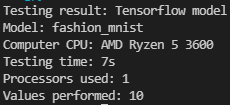 Testing result: Tensorflow model
Model: fashion_mnist
Computer CPU: AMD Ryzen 5 3600
Testing time: 7s
Processors used: 1
Values performed: 10